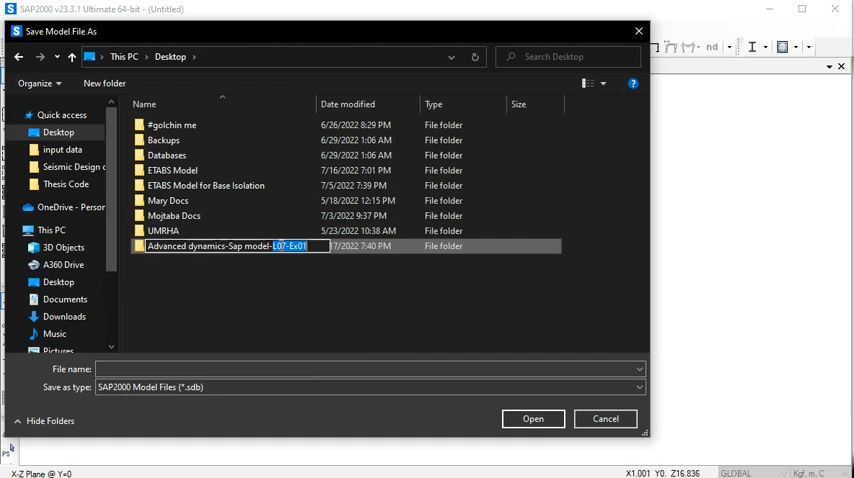 SAP2000 v23.3.1 Ultimate 64-bit - (Untitled)
Save Model File As
This PC > Desktop >
Search Desktop
Organize
New folder
Name Date modified Type Size
Quick access
Desktop
input data
Seismic Design c
Thesis Code
OneDrive - Person
This PC
3D Objects
A360 Drive
Desktop
Documents
Downloads
Music
Pictures
#golchin me 6/26/2022 8:29 PM File folder
Backups 6/29/2022 1:06 AM File folder
Databases 6/29/2022 1:06 AM File folder
ETABS Model 7/16/2022 7:01 PM File folder
ETABS Model for Base Isolation 7/5/2022 7:39 PM File folder
Mary Docs 5/18/2022 12:15 PM File folder
Mojtaba Docs 7/3/2022 9:37 PM File folder
UMRHA 5/23/2022 10:38 AM File folder
Advanced dynamics-Sap model-L07-Ex01 17/2022 7:40 PM File folder
File name:
Save as type: SAP2000 Model Files (*.sdb)
Hide Folders
Open
Cancel
nd
PS
X-Z Plane @ Y=0
X1.001 Y0. Z16.836
GLOBAL
Kgf, m, C